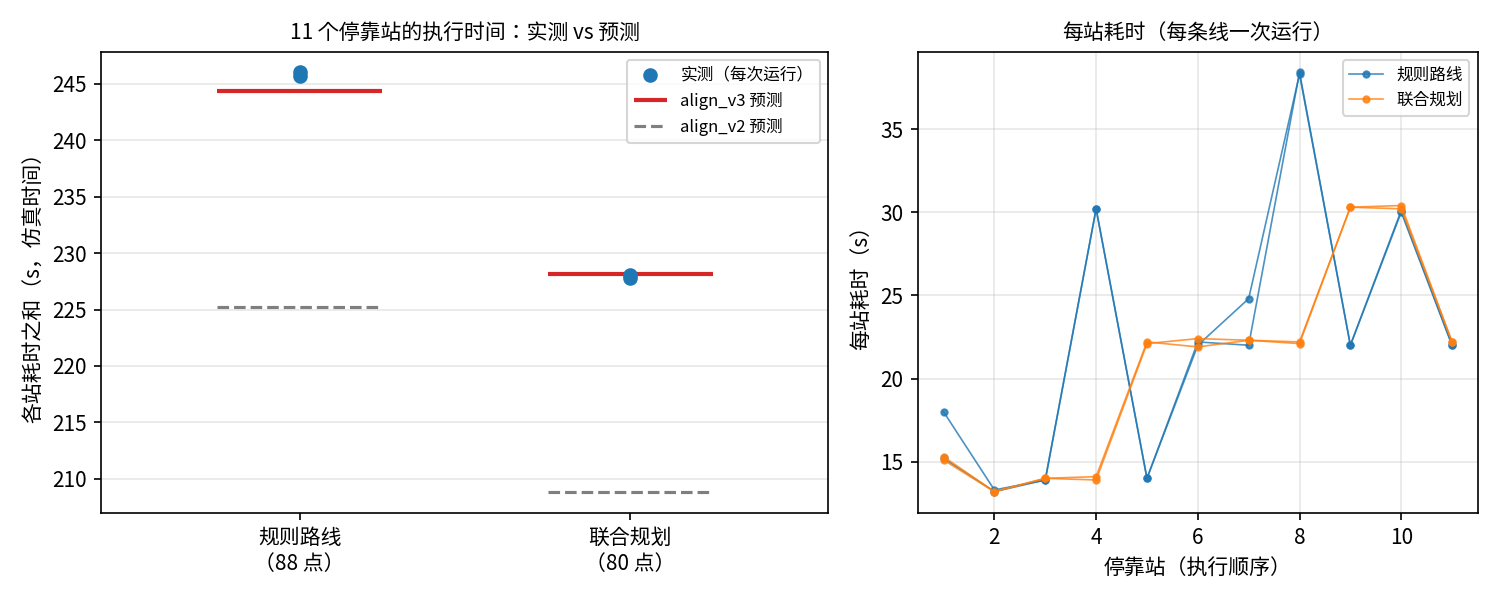 11 个停靠站的执行时间：实测 vs 预测
各站耗时之和（s，仿真时间）
245
240
235
230
225
220
215
210
实测（每次运行）
align_v3 预测
align_v2 预测
规则路线
（88 点）
联合规划
（80 点）
每站耗时（每条线一次运行）
每站耗时（s）
35
30
25
20
15
规则路线
联合规划
2
4
6
8
10
停靠站（执行顺序）